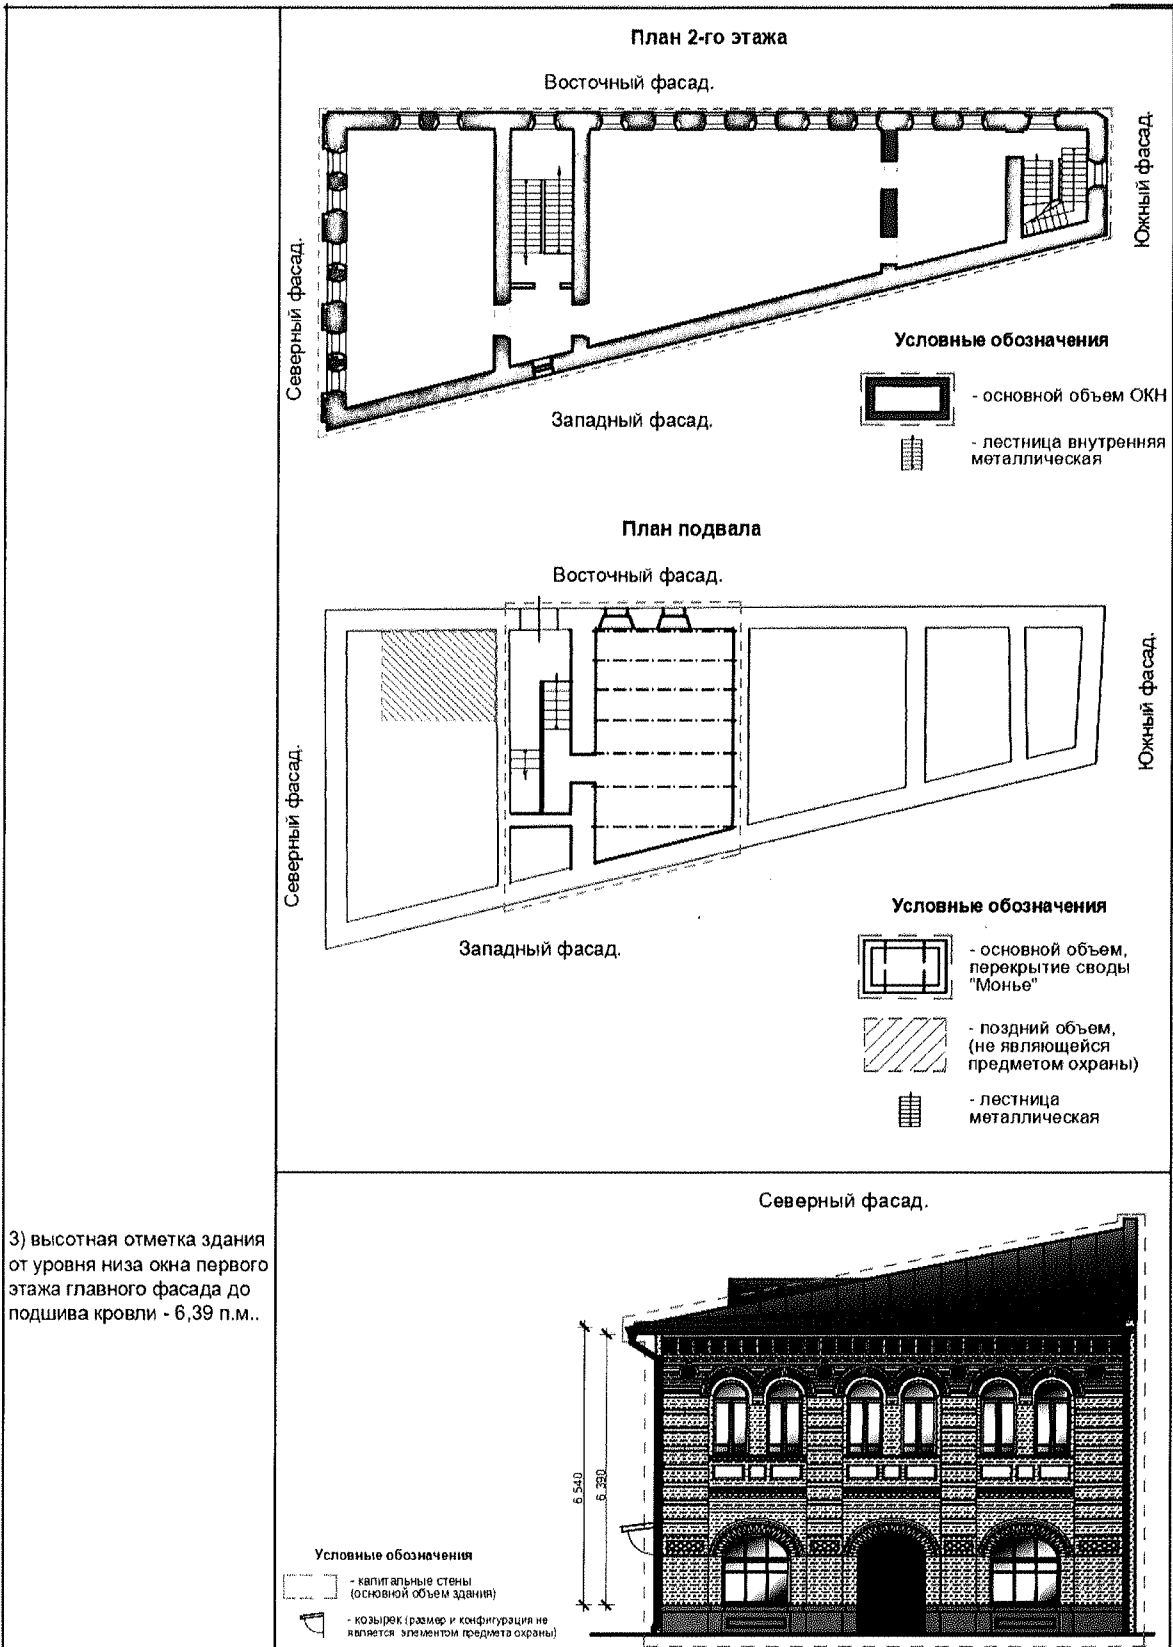 План 2-го этажа
Восточный фасад.
Северный фасад.
Южный фасад.
Западный фасад.
Условные обозначения
- основной объем ОКН
- лестница внутренняя
металлическая
План подвала
Восточный фасад.
Северный фасад.
Южный фасад.
Западный фасад.
Условные обозначения
- основной объем,
перекрытие своды
"Монье"
- поздний объем,
(не являющейся
предметом охраны)
- лестница
металлическая
3) высотная отметка здания
от уровня низа окна первого
этажа главного фасада до
подшива кровли - 6,39 п.м..
Северный фасад.
6.540
6.390
Условные обозначения
- капитальные стены
(основной объем здания)
- козырек (размер и конфигурация не
является элементом предмета охраны)